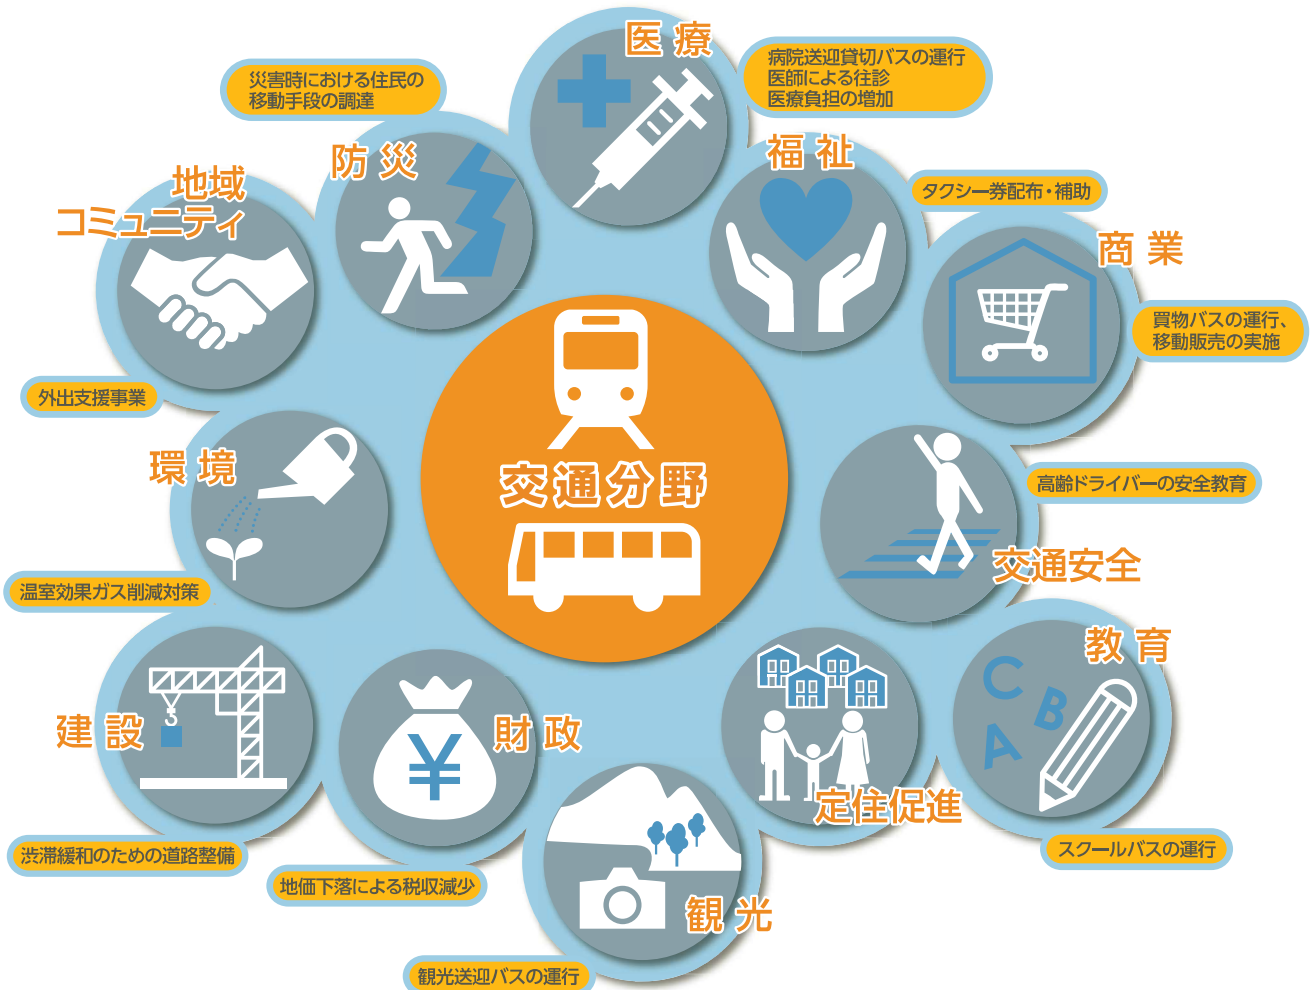 医療
病院送迎貸切バスの運行
医師による往診
医療負担の増加
災害時における住民の
移動手段の調達
防災
福祉
タクシー券配布・補助
地域
コミュニティ
商業
買物バスの運行、
移動販売の実施
外出支援事業
環境
交通分野
高齢ドライバーの安全教育
交通安全
温室効果ガス削減対策
教育
建設
財政
定住促進
スクールバスの運行
渋滞緩和のための道路整備
地価下落による税収減少
観光
観光送迎バスの運行
¥
C
B
A